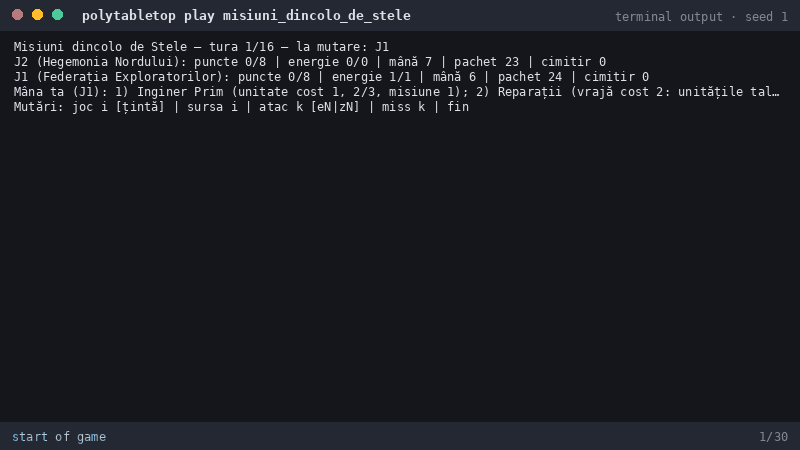 polytabletop play misiuni_dincolo_de_stele
terminal output · seed 1
Misiuni dincolo de Stele — tura 1/16 — la mutare: J1
J2 (Hegemonia Nordului): puncte 0/8 | energie 0/0 | mână 7 | pachet 23 | cimitir 0
J1 (Federația Exploratorilor): puncte 0/8 | energie 1/1 | mână 6 | pachet 24 | cimitir 0
Mâna ta (J1): 1) Inginer Prim (unitate cost 1, 2/3, misiune 1); 2) Reparații (vrajă cost 2: unitățile tal…
Mutări: joc i [țintă] | sursa i | atac k [eN|zN] | miss k | fin
start of game
1/30